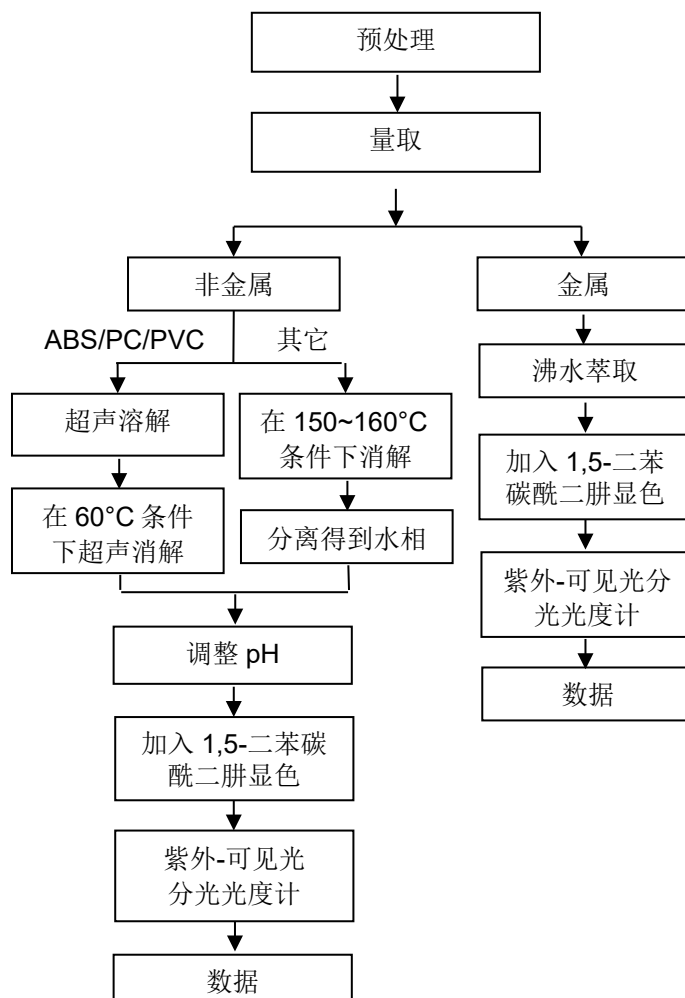 预处理
量取
非金属
金属
ABS/PC/PVC
其它
超声溶解
在 150~160°C
条件下消解
在 60°C 条件
下超声消解
分离得到水相
调整 pH
加入 1,5-二苯碳
酰二肼显色
紫外-可见光
分光光度计
数据
沸水萃取
加入 1,5-二苯
碳酰二肼显色
紫外-可见光分
光光度计
数据